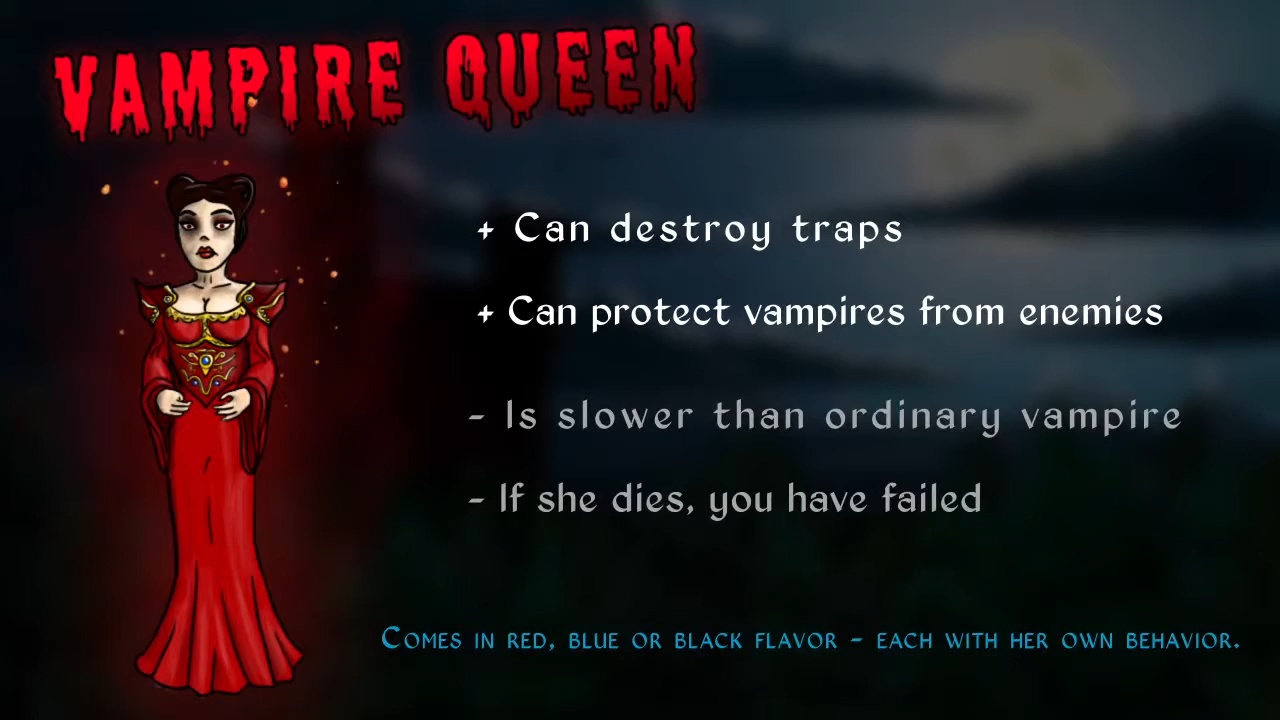 VAMPIRE QUEEN
+ Can destroy traps
+ Can protect vampires from enemies
- Is slower than ordinary vampire
- If she dies, you have failed
Comes in red, blue or black flavor - each with her own behavior.